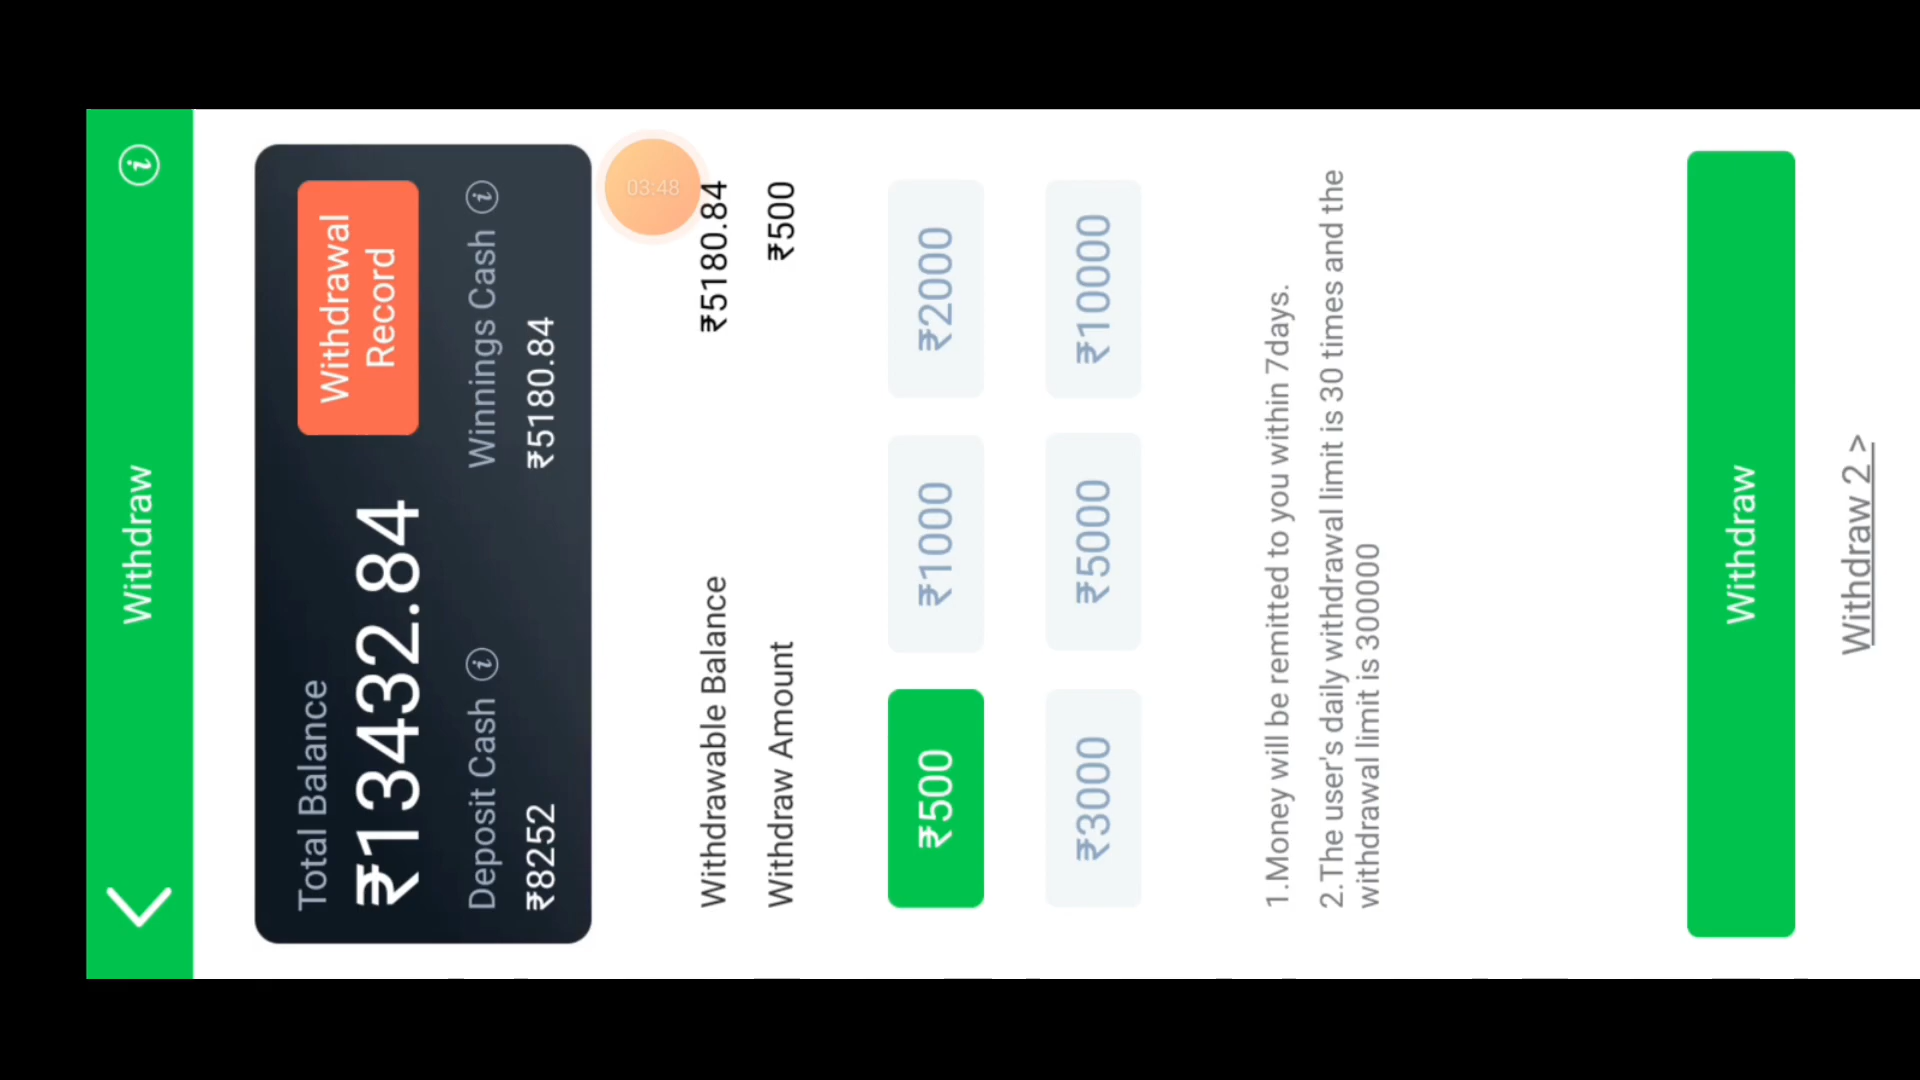 Withdraw
Total Balance
₹13432.84
Withdrawal
Record
Deposit Cash
Winnings Cash
₹8252
₹5180.84
03:48
Withdrawable Balance
₹5180.84
Withdraw Amount
₹500
₹500
₹1000
₹2000
₹3000
₹5000
₹10000
1.Money will be remitted to you within 7days.
2.The user's daily withdrawal limit is 30 times and the
withdrawal limit is 300000
Withdraw
Withdraw 2 >